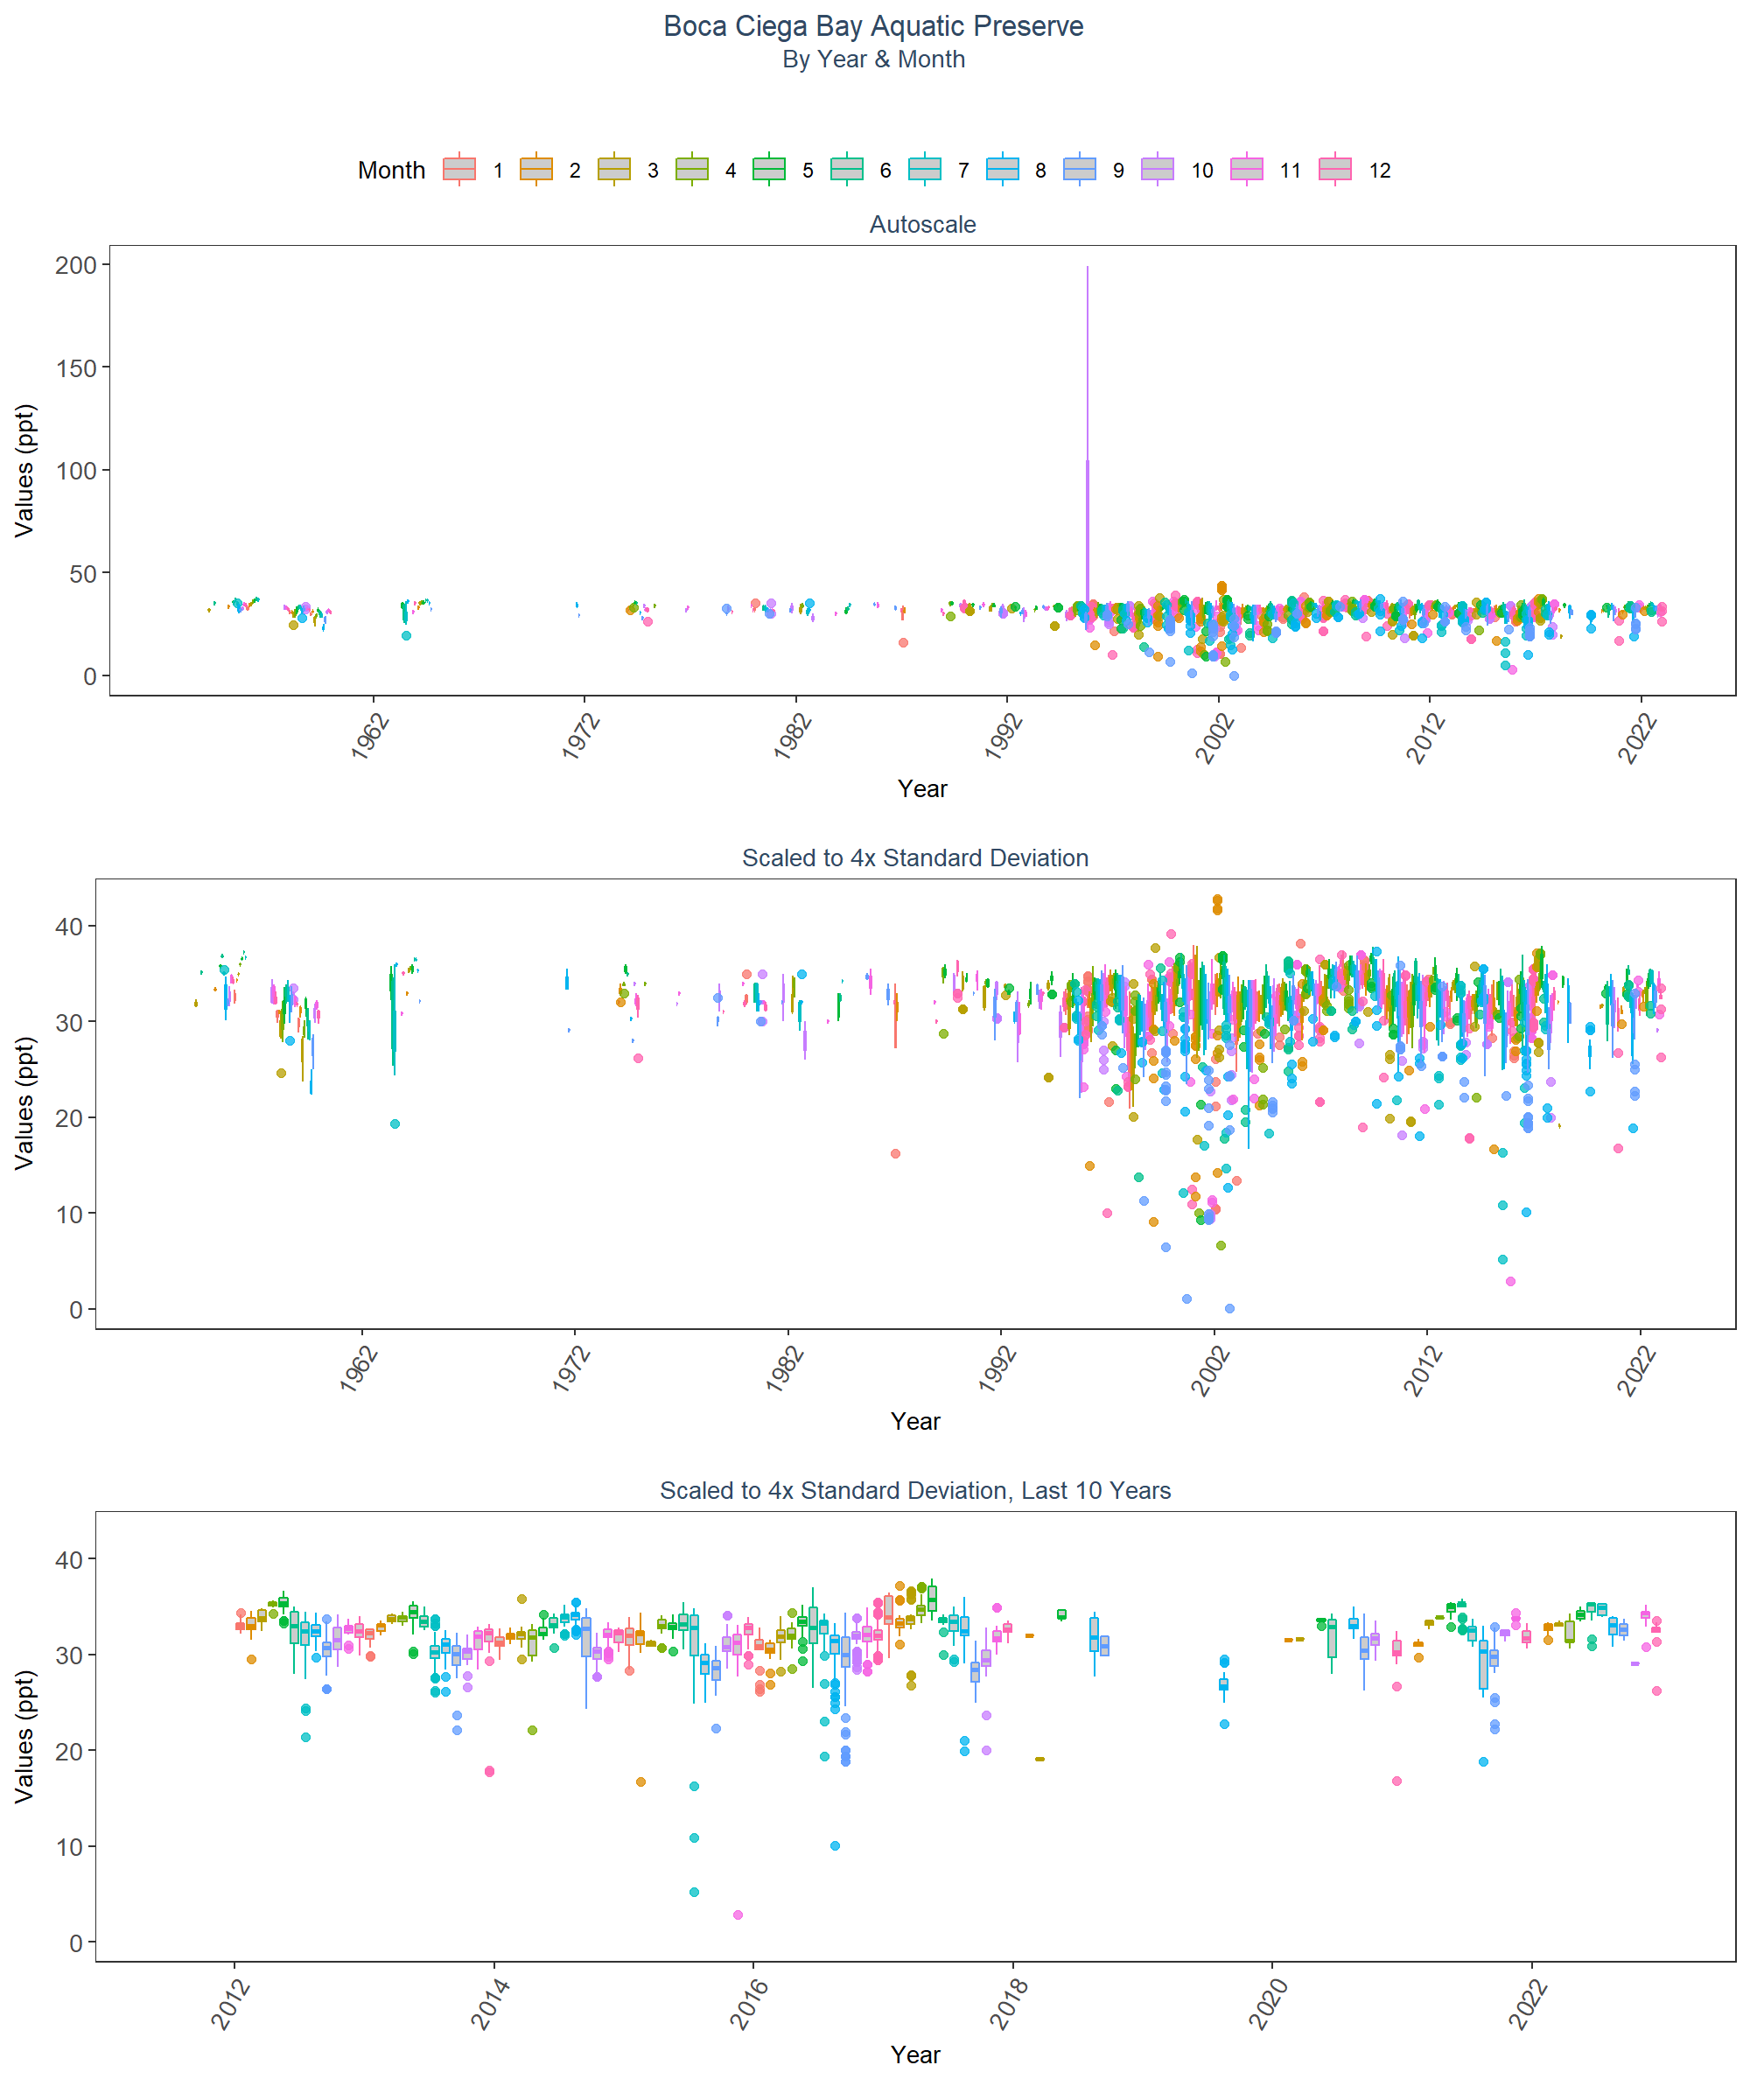 Boca Ciega Bay Aquatic Preserve
By Year & Month
Month 1 2 3 4 5 6 7 8 9 10 11 12
Autoscale
200
150
100
50
0
Values (ppt)
1962 1972 1982 1992 2002 2012 2022
Year
Scaled to 4x Standard Deviation
40
30
20
10
0
Values (ppt)
1962 1972 1982 1992 2002 2012 2022
Year
Scaled to 4x Standard Deviation, Last 10 Years
40
30
20
10
0
Values (ppt)
2012 2014 2016 2018 2020 2022
Year